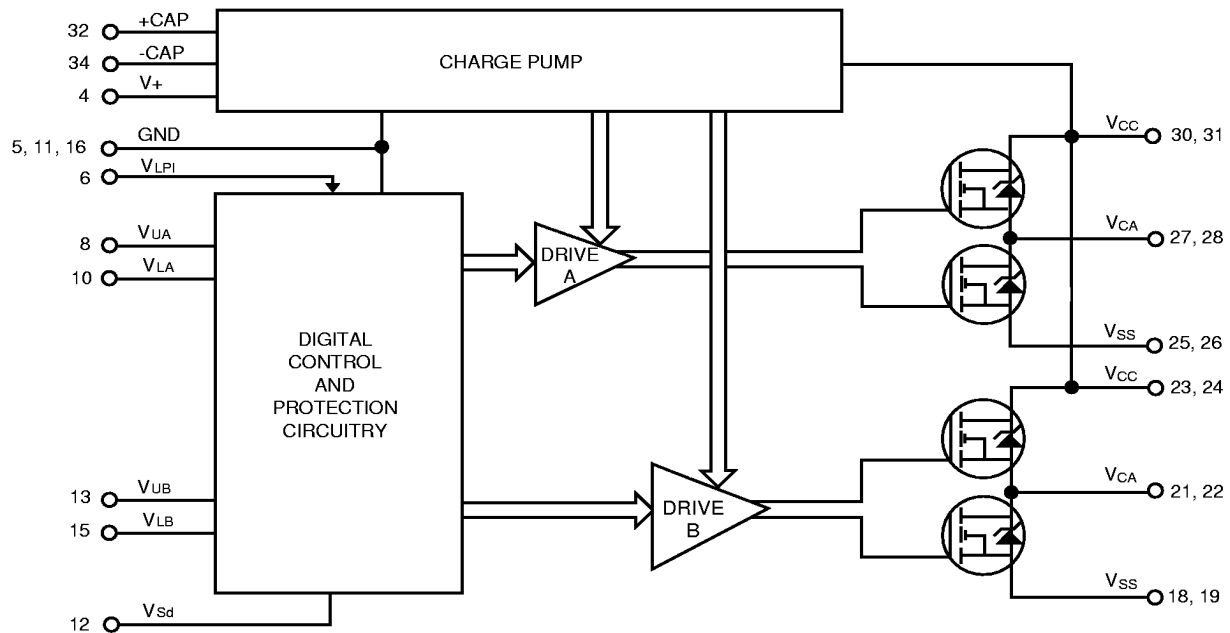 32 +CAP
34 -CAP
4 V+
CHARGE PUMP
5, 11, 16 GND
6 VLPI
8 VUA
10 VLA
DIGITAL
CONTROL
AND
PROTECTION
CIRCUITRY
13 VUB
15 VLB
12 VSd
DRIVE
A
DRIVE
B
VCC 30, 31
VCA 27, 28
VSS 25, 26
VCC 23, 24
VCA 21, 22
VSS 18, 19